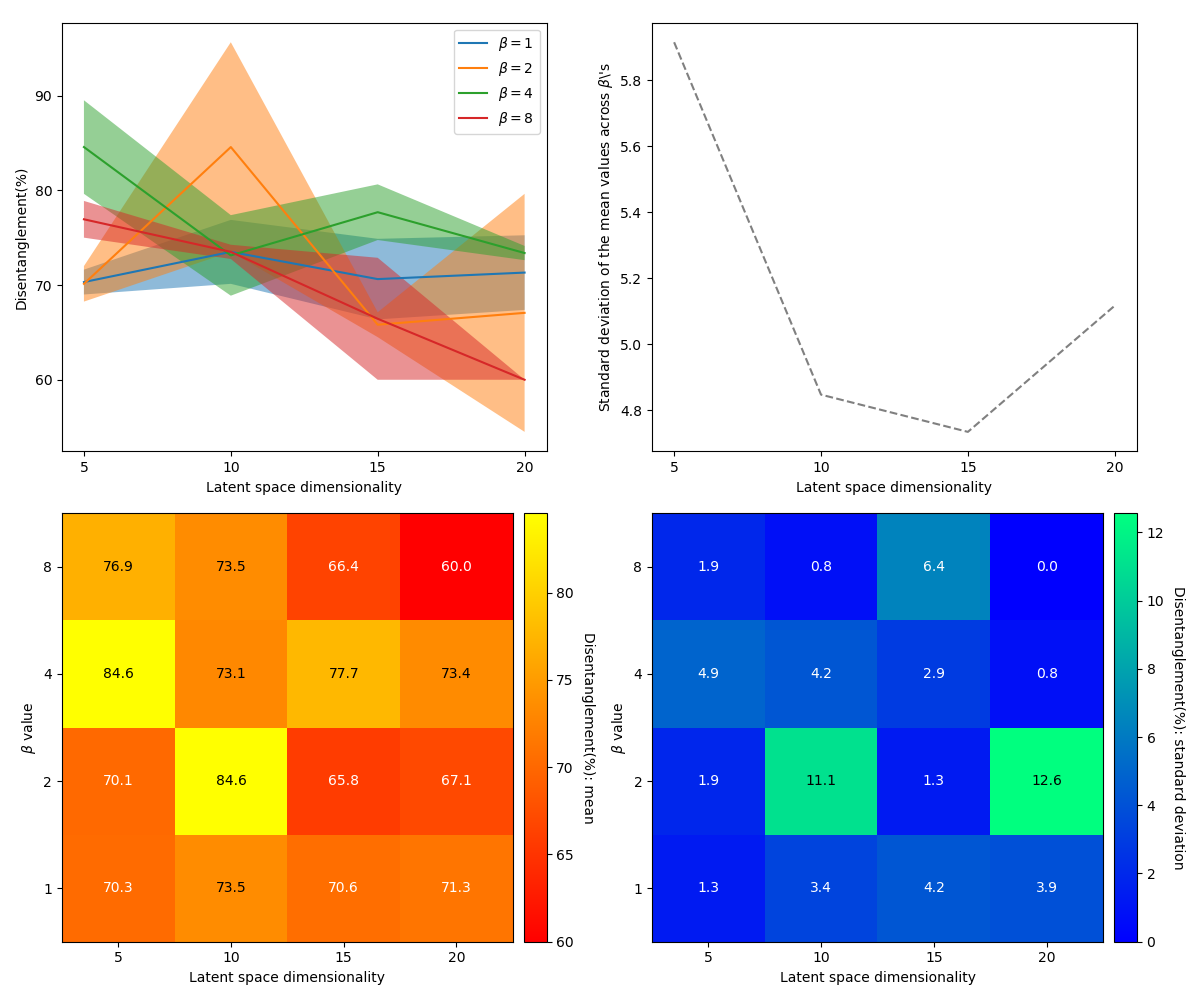 Disentanglement(%)
90
80
70
60
5 10 15 20
Latent space dimensionality
β = 1
β = 2
β = 4
β = 8
Standard deviation of the mean values across β\'s
5.8
5.6
5.4
5.2
5.0
4.8
5 10 15 20
Latent space dimensionality
β value
8 76.9 73.5 66.4 60.0
4 84.6 73.1 77.7 73.4
2 70.1 84.6 65.8 67.1
1 70.3 73.5 70.6 71.3
5 10 15 20
Latent space dimensionality
80
75
70
65
60
Disentanglement(%): mean
β value
8 1.9 0.8 6.4 0.0
4 4.9 4.2 2.9 0.8
2 1.9 11.1 1.3 12.6
1 1.3 3.4 4.2 3.9
5 10 15 20
Latent space dimensionality
12
10
8
6
4
2
0
Disentanglement(%): standard deviation